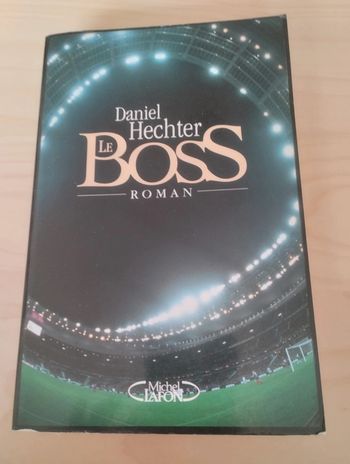 Daniel
Hechter
LE BOSS
ROMAN
Michel
LAFON